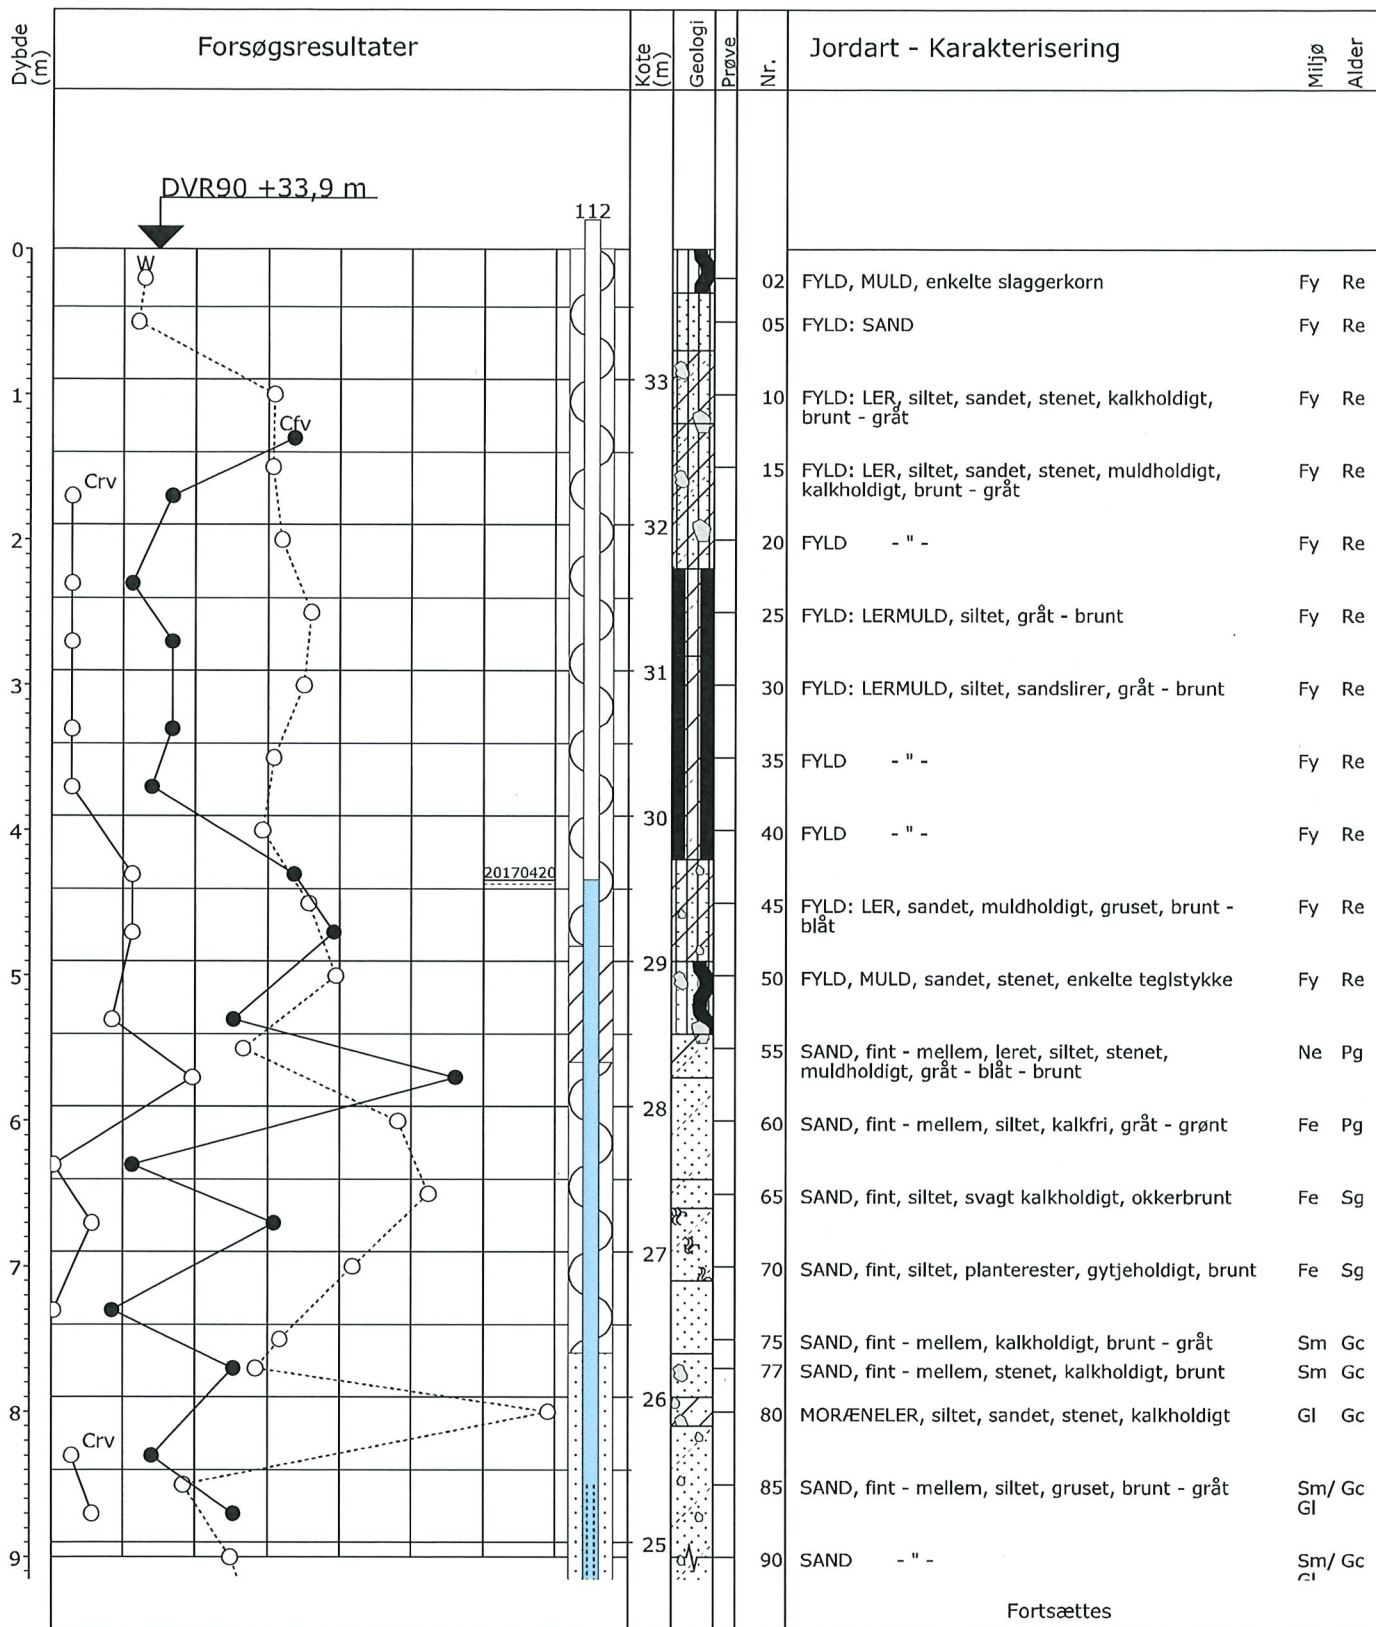 Dybde (m)
Forsøgsresultater
Kote (m)
Geologi
Prøve
Nr.
Jordart - Karakterisering
Miljø
Alder
DVR90 +33,9 m
112
0
W
02 FYLD, MULD, enkelte slaggerkorn Fy Re
05 FYLD: SAND Fy Re
33
1
10 FYLD: LER, siltet, sandet, stenet, kalkholdigt, Fy Re
brunt - gråt
Cfv
Crv
15 FYLD: LER, siltet, sandet, stenet, muldholdigt, Fy Re
kalkholdigt, brunt - gråt
32
2
20 FYLD - " - Fy Re
25 FYLD: LERMULD, siltet, gråt - brunt Fy Re
31
3
30 FYLD: LERMULD, siltet, sandslirer, gråt - brunt Fy Re
35 FYLD - " - Fy Re
30
4
40 FYLD - " - Fy Re
20170420
45 FYLD: LER, sandet, muldholdigt, gruset, brunt - Fy Re
blåt
29
5
50 FYLD, MULD, sandet, stenet, enkelte teglstykke Fy Re
55 SAND, fint - mellem, leret, siltet, stenet, Ne Pg
muldholdigt, gråt - blåt - brunt
28
6
60 SAND, fint - mellem, siltet, kalkfri, gråt - grønt Fe Pg
65 SAND, fint, siltet, svagt kalkholdigt, okkerbrunt Fe Sg
27
7
70 SAND, fint, siltet, planterester, gytjeholdigt, brunt Fe Sg
75 SAND, fint - mellem, kalkholdigt, brunt - gråt Sm Gc
77 SAND, fint - mellem, stenet, kalkholdigt, brunt Sm Gc
26
8
80 MORÆNELER, siltet, sandet, stenet, kalkholdigt Gl Gc
Crv
85 SAND, fint - mellem, siltet, gruset, brunt - gråt Sm/ Gc
Gl
25
9
90 SAND - " - Sm/ Gc
Gl
Fortsættes